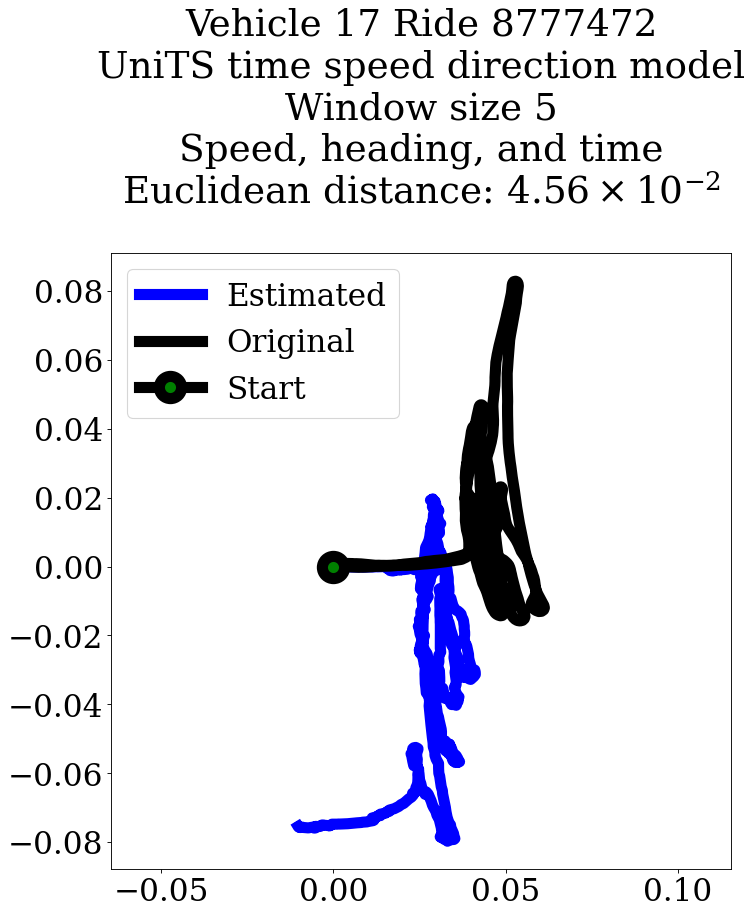 Vehicle 17 Ride 8777472
UniTS time speed direction model
Window size 5
Speed, heading, and time
Euclidean distance: 4.56 × 10⁻²
Estimated
Original
Start
0.08
0.06
0.04
0.02
0.00
−0.02
−0.04
−0.06
−0.08
−0.05 0.00 0.05 0.10